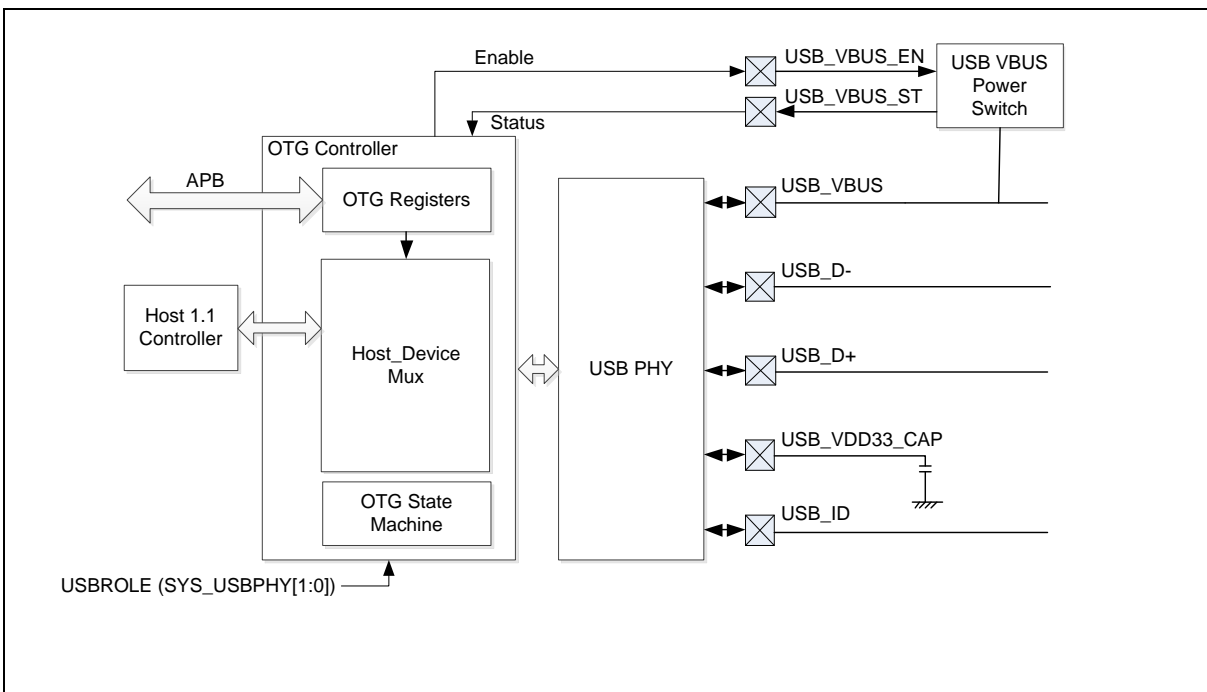 Enable
USB_VBUS_EN
USB VBUS
Power
Switch
USB_VBUS_ST
Status
OTG Controller
APB
OTG Registers
USB_VBUS
USB_D-
Host 1.1
Controller
Host_Device
Mux
USB PHY
USB_D+
USB_VDD33_CAP
OTG State
Machine
USB_ID
USBROLE (SYS_USBPHY[1:0])